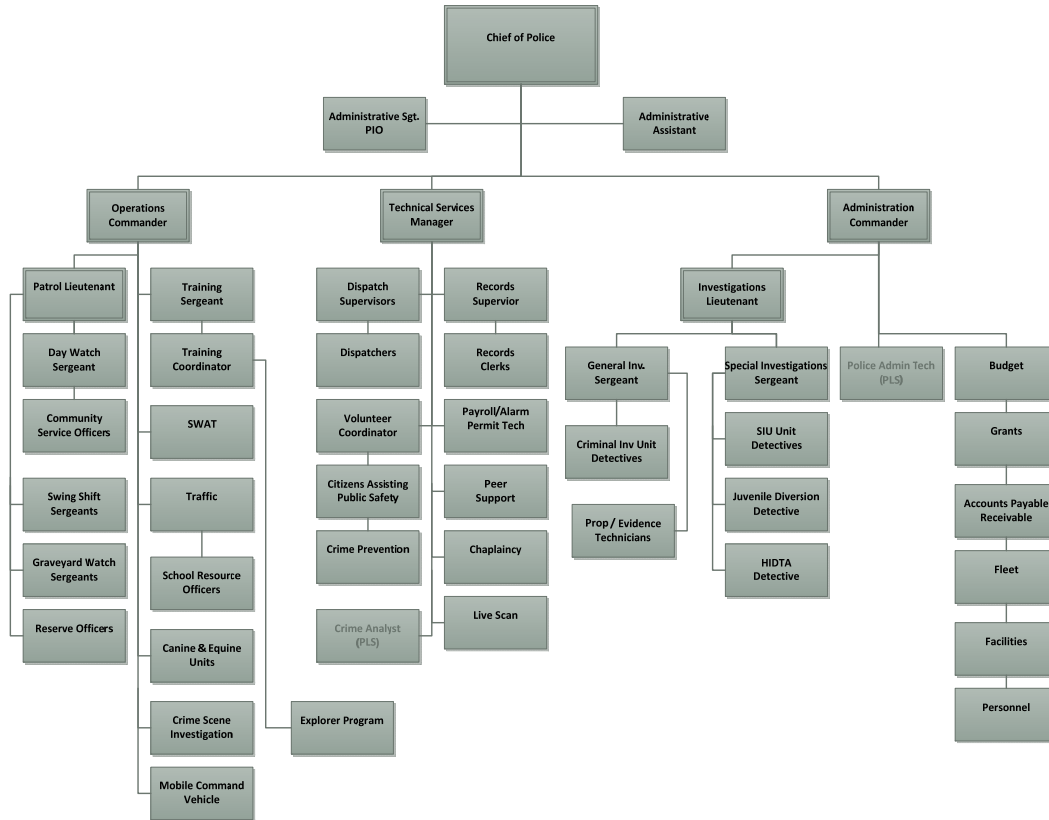 Chief of Police
Administrative Sgt.
PIO
Administrative
Assistant
Operations
Commander
Technical Services
Manager
Administration
Commander
Patrol Lieutenant
Training
Sergeant
Day Watch
Sergeant
Training
Coordinator
Community
Service Officers
SWAT
Swing Shift
Sergeants
Traffic
Graveyard Watch
Sergeants
School Resource
Officers
Reserve Officers
Canine & Equine
Units
Crime Scene
Investigation
Explorer Program
Mobile Command
Vehicle
Dispatch
Supervisors
Records
Supervisor
Dispatchers
Records
Clerks
Volunteer
Coordinator
Payroll/Alarm
Permit Tech
Citizens Assisting
Public Safety
Peer
Support
Crime Prevention
Chaplaincy
Crime Analyst
(PLS)
Live Scan
Investigations
Lieutenant
General Inv.
Sergeant
Special Investigations
Sergeant
Criminal Inv Unit
Detectives
SIU Unit
Detectives
Prop / Evidence
Technicians
Juvenile Diversion
Detective
HIDTA
Detective
Police Admin Tech
(PLS)
Budget
Grants
Accounts Payable
Receivable
Fleet
Facilities
Personnel